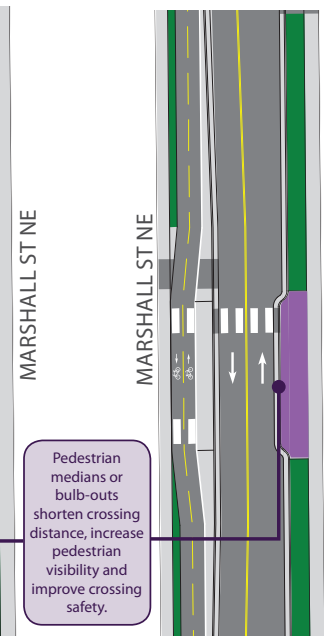 MARSHALL ST NE
MARSHALL ST NE
Pedestrian
medians or
bulb-outs
shorten crossing
distance, increase
pedestrian
visibility and
improve crossing
safety.